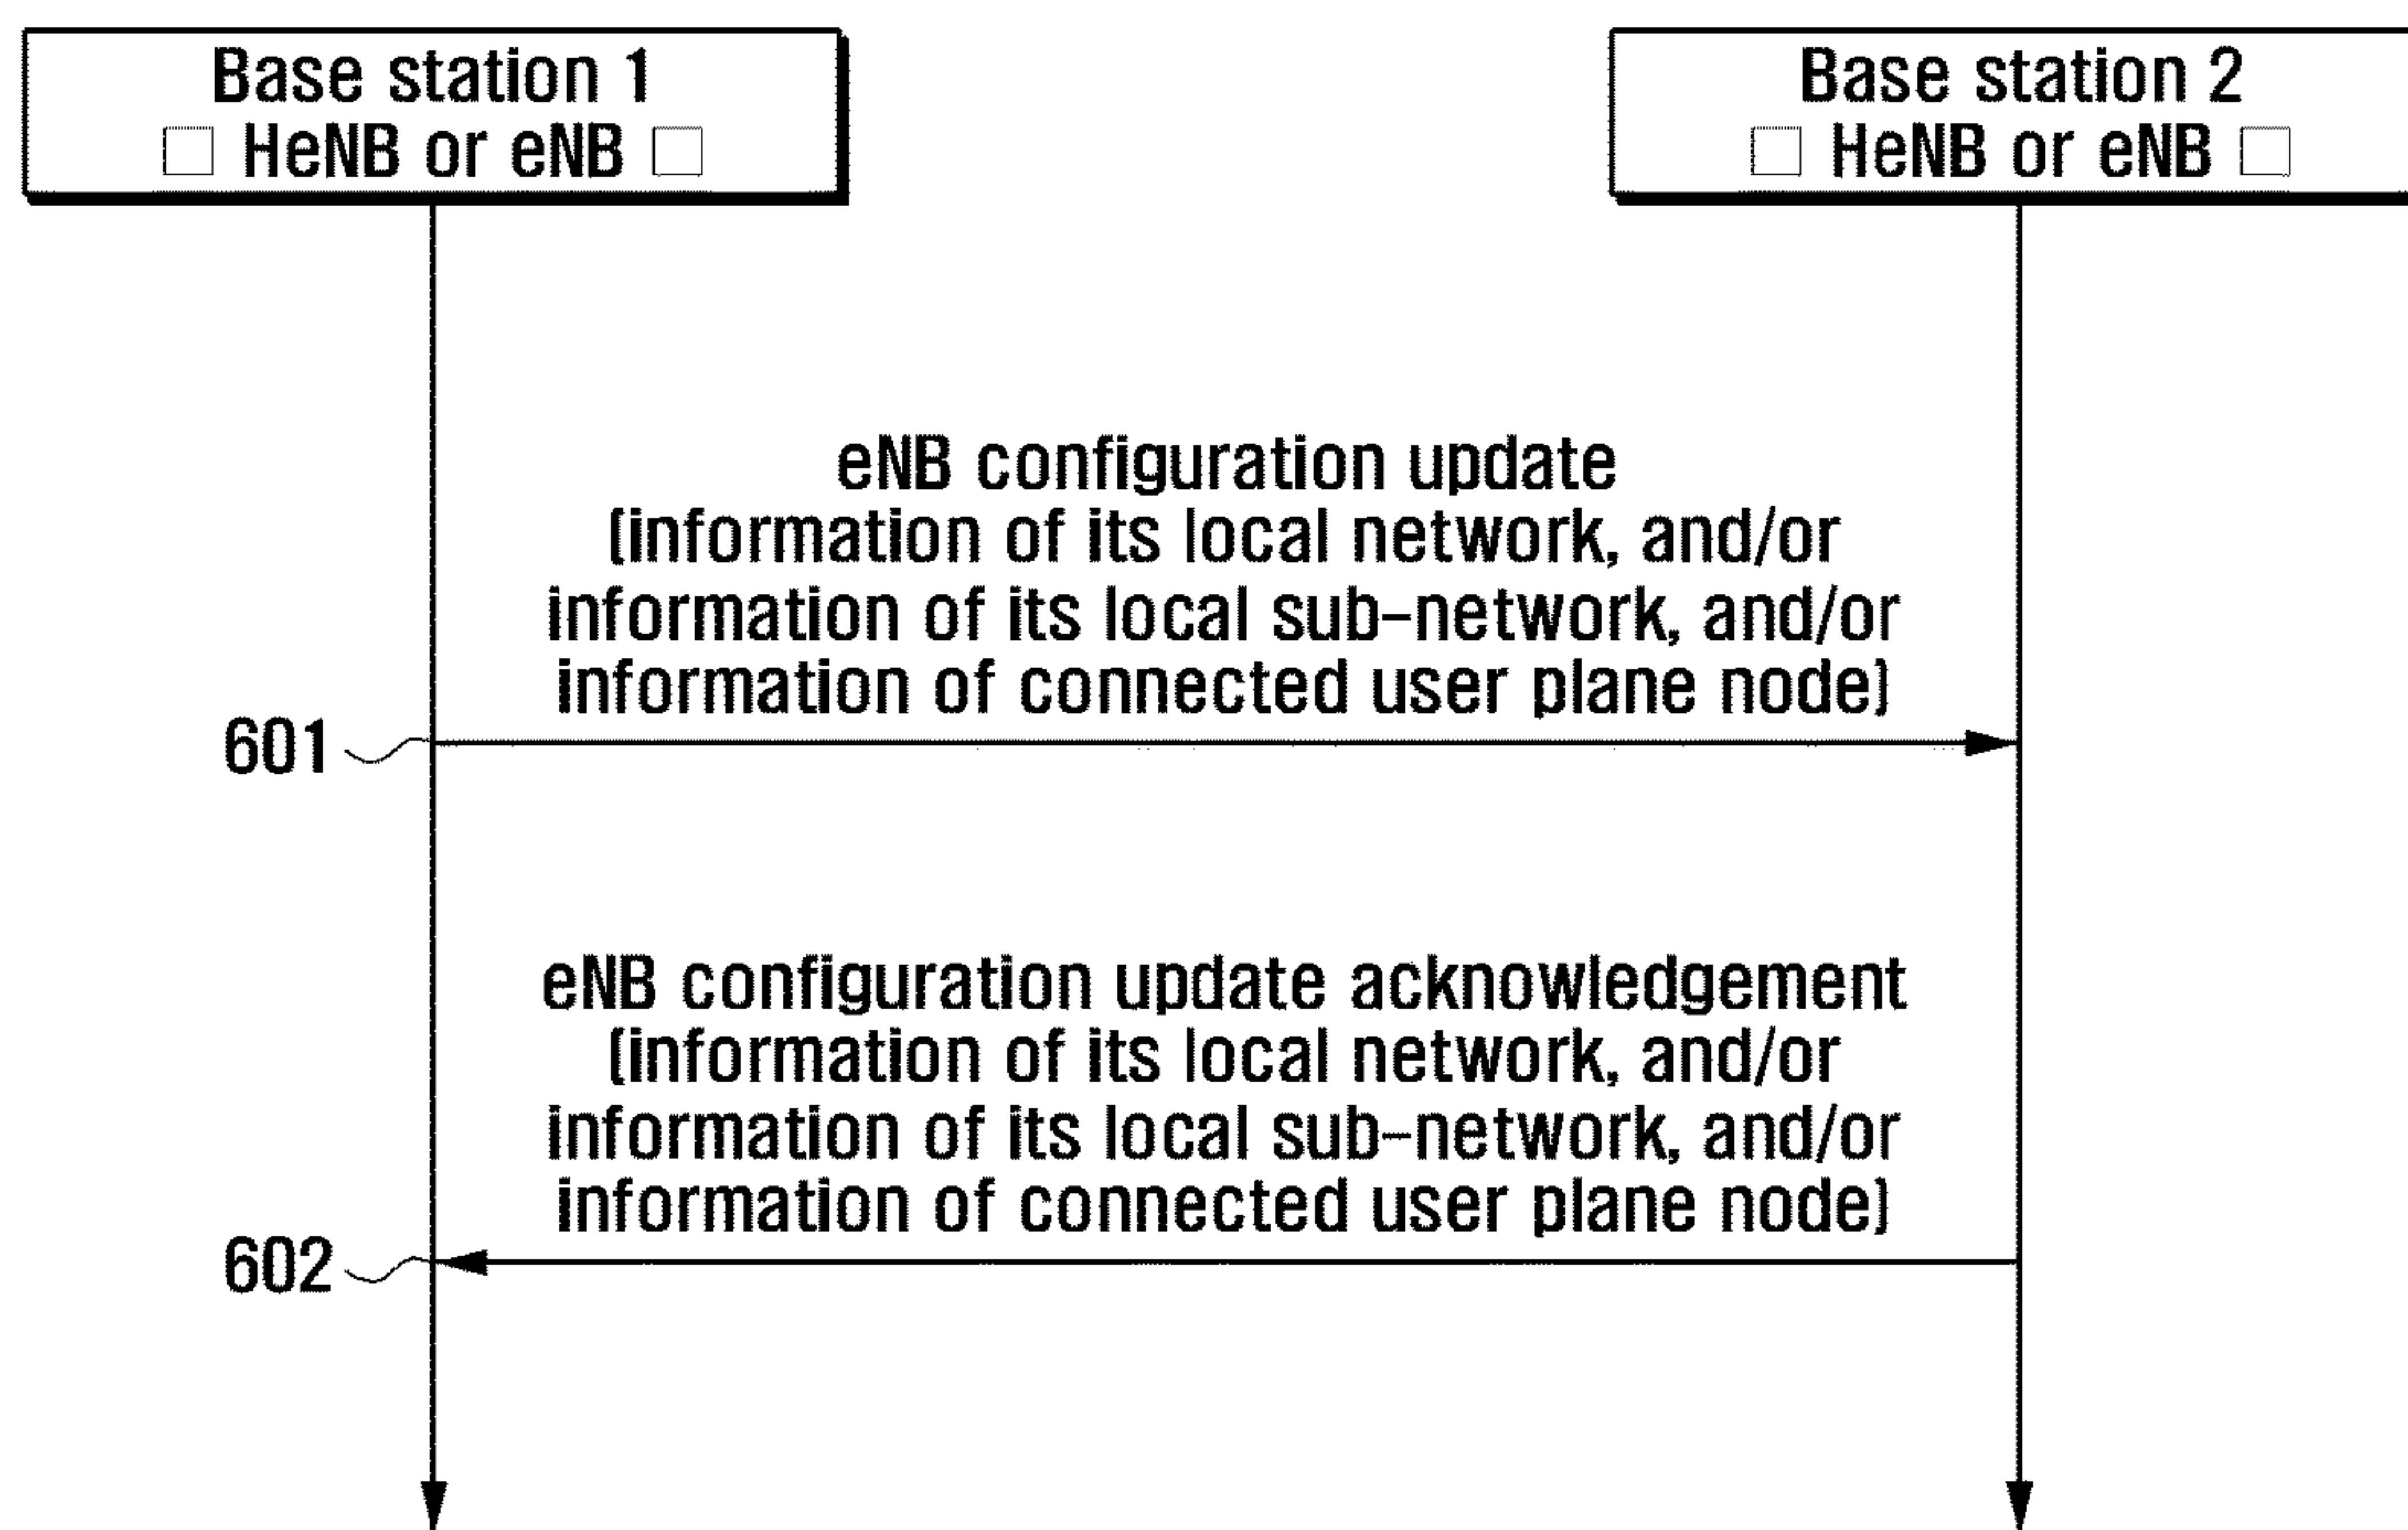 Base station 1
□ HeNB or eNB □
Base station 2
□ HeNB or eNB □
eNB configuration update
(information of its local network, and/or
information of its local sub-network, and/or
information of connected user plane node)
601
eNB configuration update acknowledgement
(information of its local network, and/or
information of its local sub-network, and/or
information of connected user plane node)
602